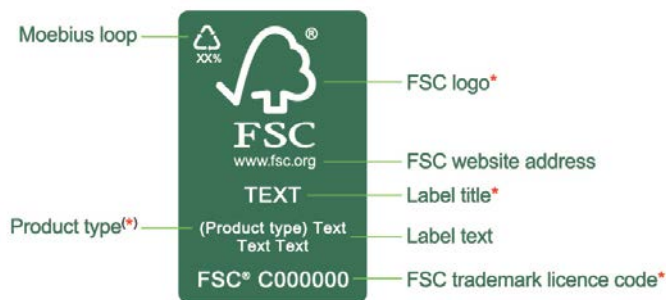 Moebius loop
XX%
®
FSC logo*
FSC
www.fsc.org
FSC website address
TEXT
Label title*
Product type(*)
(Product type) Text
Text Text
Label text
FSC® C000000
FSC trademark licence code*